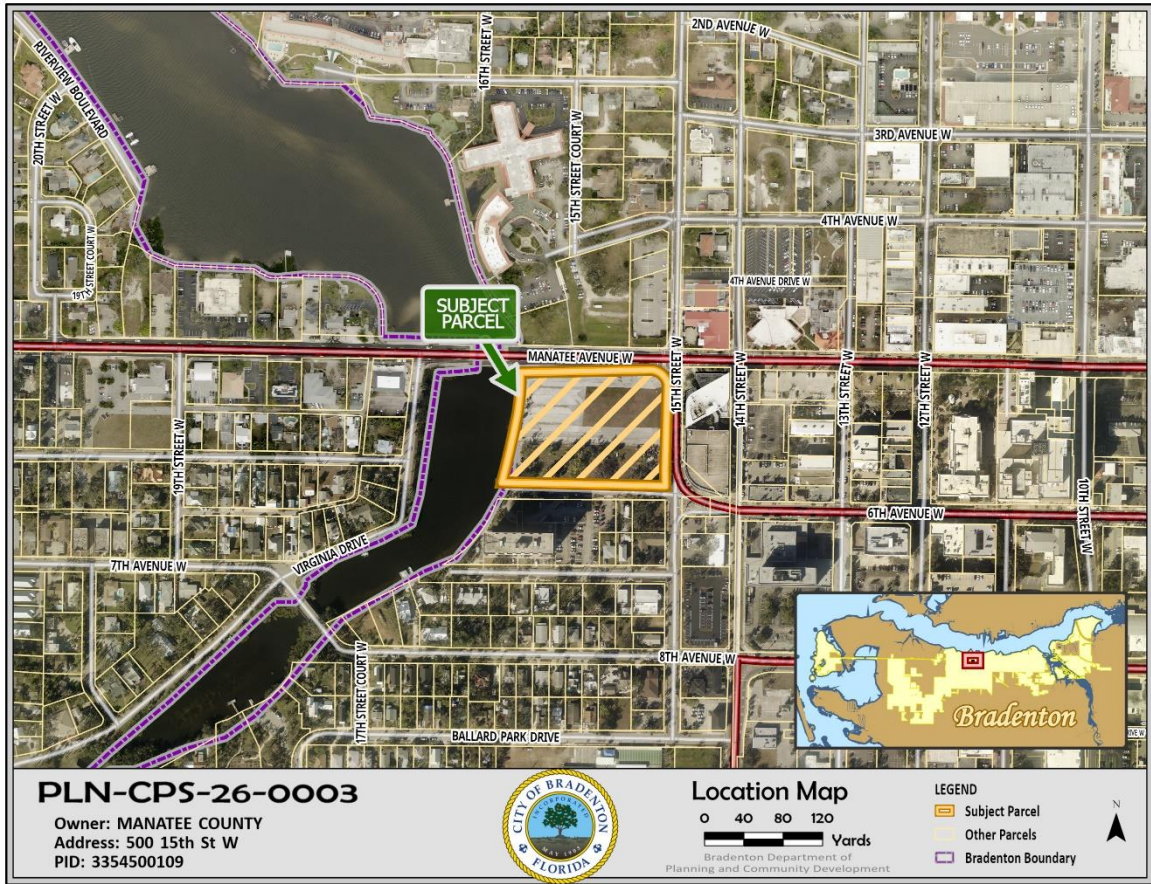 2ND AVENUE W
16TH STREET W
RIVERVIEW BOULEVARD
20TH STREET W
3RD AVENUE W
15TH STREET COURT W
4TH AVENUE W
19TH STREET COURT W
4TH AVENUE DRIVE W
SUBJECT
PARCEL
MANATEE AVENUE W
15TH STREET W
14TH STREET W
13TH STREET W
12TH STREET W
19TH STREET W
10TH STREET W
6TH AVENUE W
VIRGINIA DRIVE
7TH AVENUE W
8TH AVENUE W
17TH STREET COURT W
BALLARD PARK DRIVE
Bradenton
PLN-CPS-26-0003
Owner: MANATEE COUNTY
Address: 500 15th St W
PID: 3354500109
CITY OF BRADENTON
INCORPORATED
MAY 1903
FLORIDA
Location Map
0 40 80 120
Yards
Bradenton Department of
Planning and Community Development
LEGEND
Subject Parcel
Other Parcels
Bradenton Boundary
N